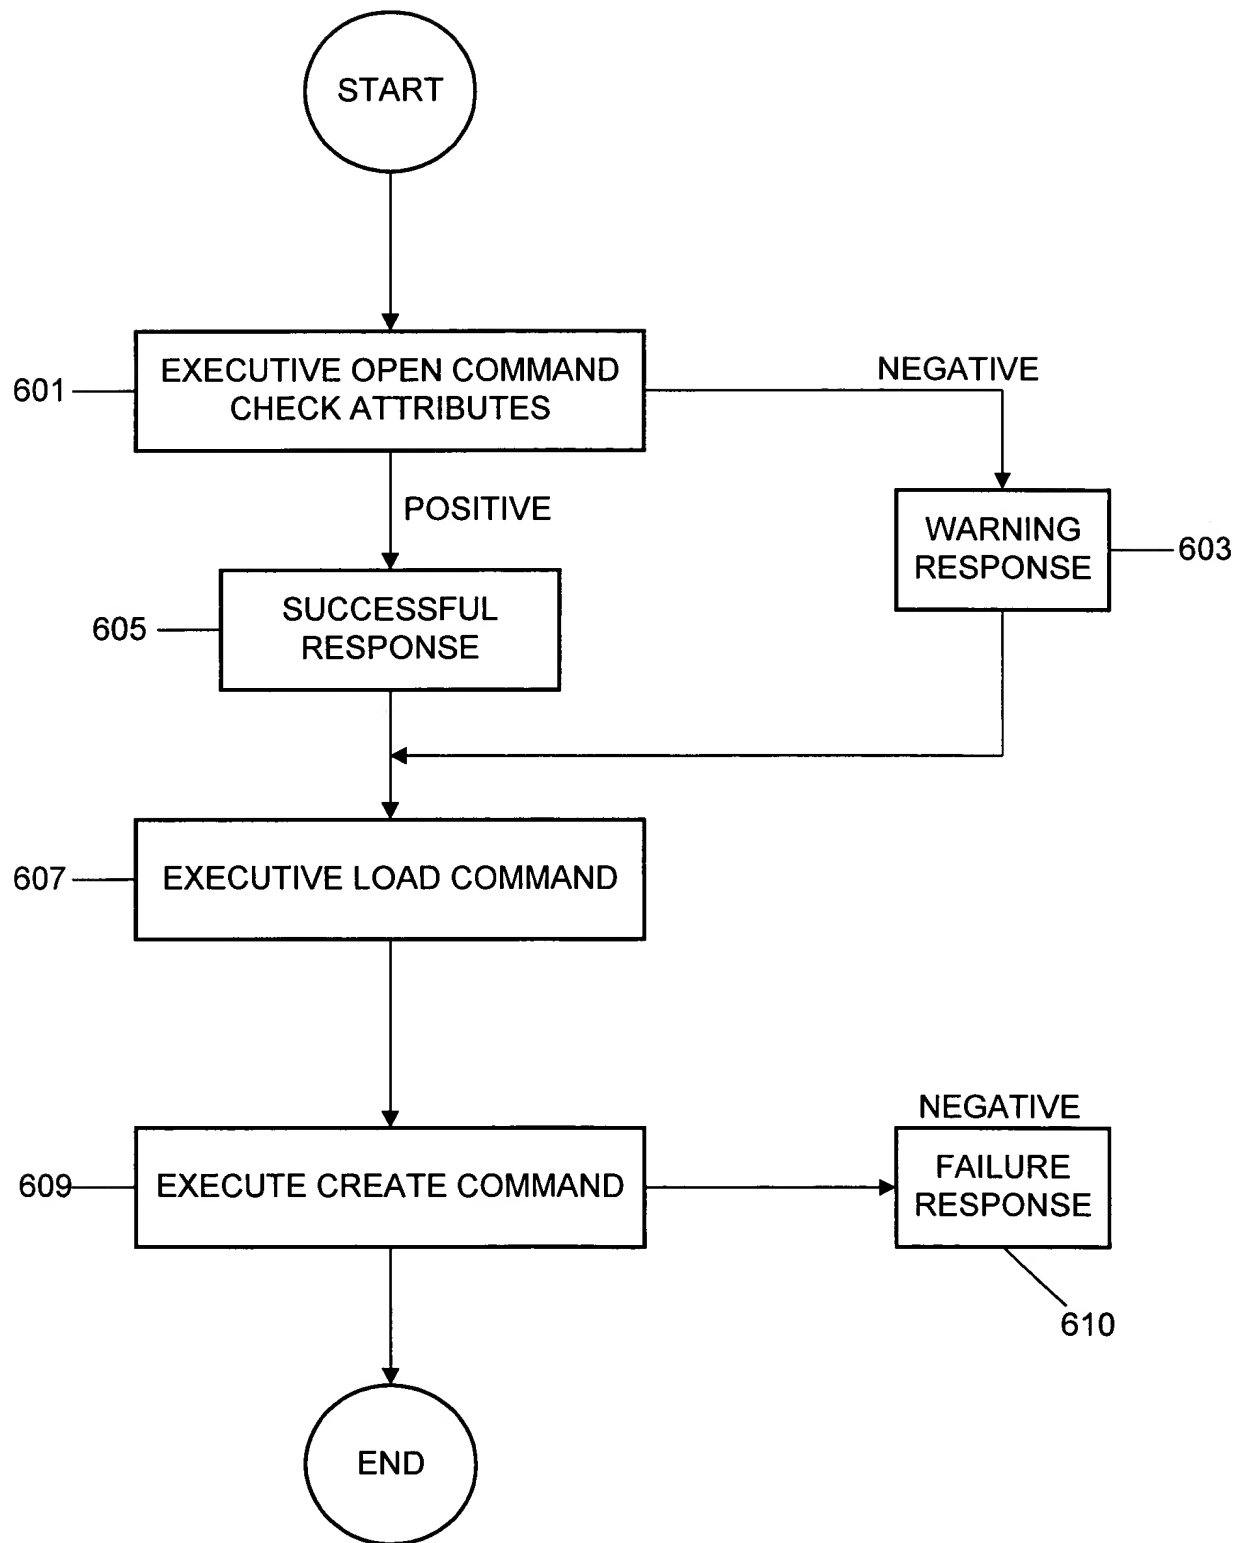 START
EXECUTIVE OPEN COMMAND
CHECK ATTRIBUTES
601
NEGATIVE
POSITIVE
WARNING
RESPONSE
603
SUCCESSFUL
RESPONSE
605
EXECUTIVE LOAD COMMAND
607
NEGATIVE
EXECUTE CREATE COMMAND
609
FAILURE
RESPONSE
610
END